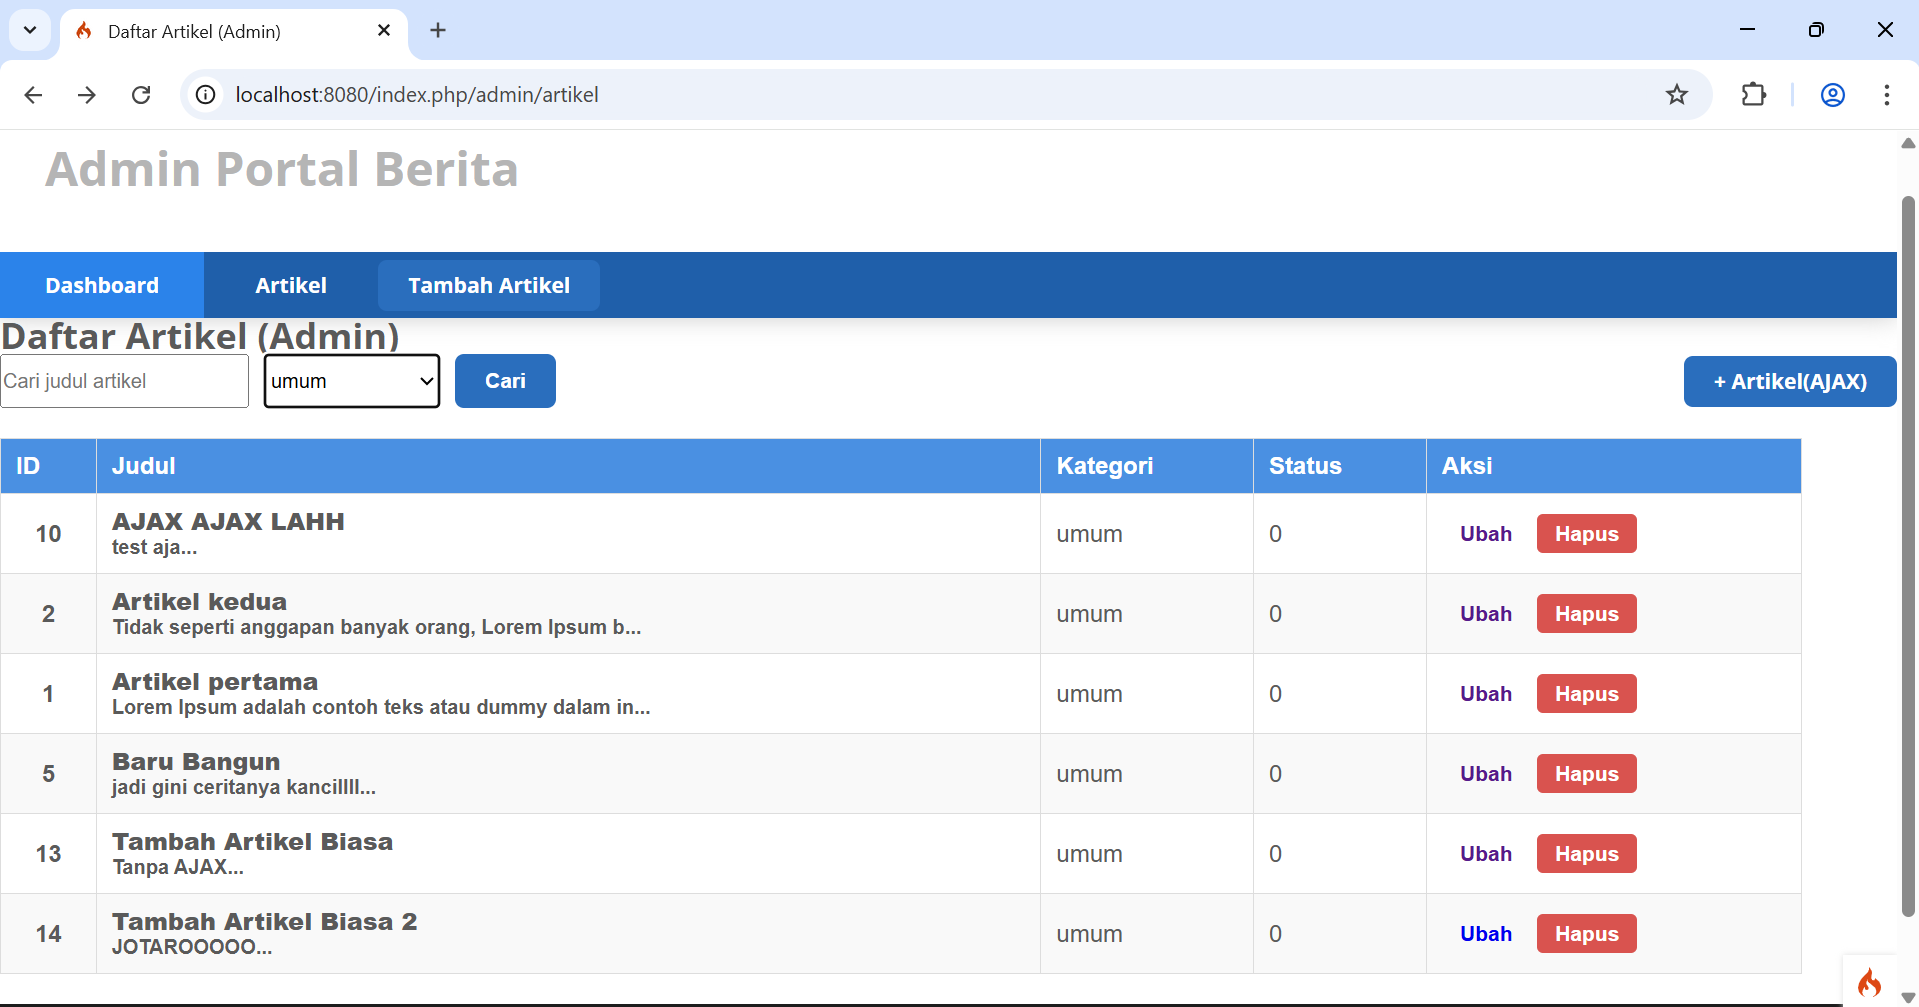 Daftar Artikel (Admin)
localhost:8080/index.php/admin/artikel
Admin Portal Berita
Dashboard Artikel Tambah Artikel
Daftar Artikel (Admin)
Cari judul artikel umum Cari + Artikel(AJAX)
ID Judul Kategori Status Aksi
10 AJAX AJAX LAHH umum 0 Ubah Hapus
test aja...
2 Artikel kedua umum 0 Ubah Hapus
Tidak seperti anggapan banyak orang, Lorem Ipsum b...
1 Artikel pertama umum 0 Ubah Hapus
Lorem Ipsum adalah contoh teks atau dummy dalam in...
5 Baru Bangun umum 0 Ubah Hapus
jadi gini ceritanya kancillll...
13 Tambah Artikel Biasa umum 0 Ubah Hapus
Tanpa AJAX...
14 Tambah Artikel Biasa 2 umum 0 Ubah Hapus
JOTAROOOOO...